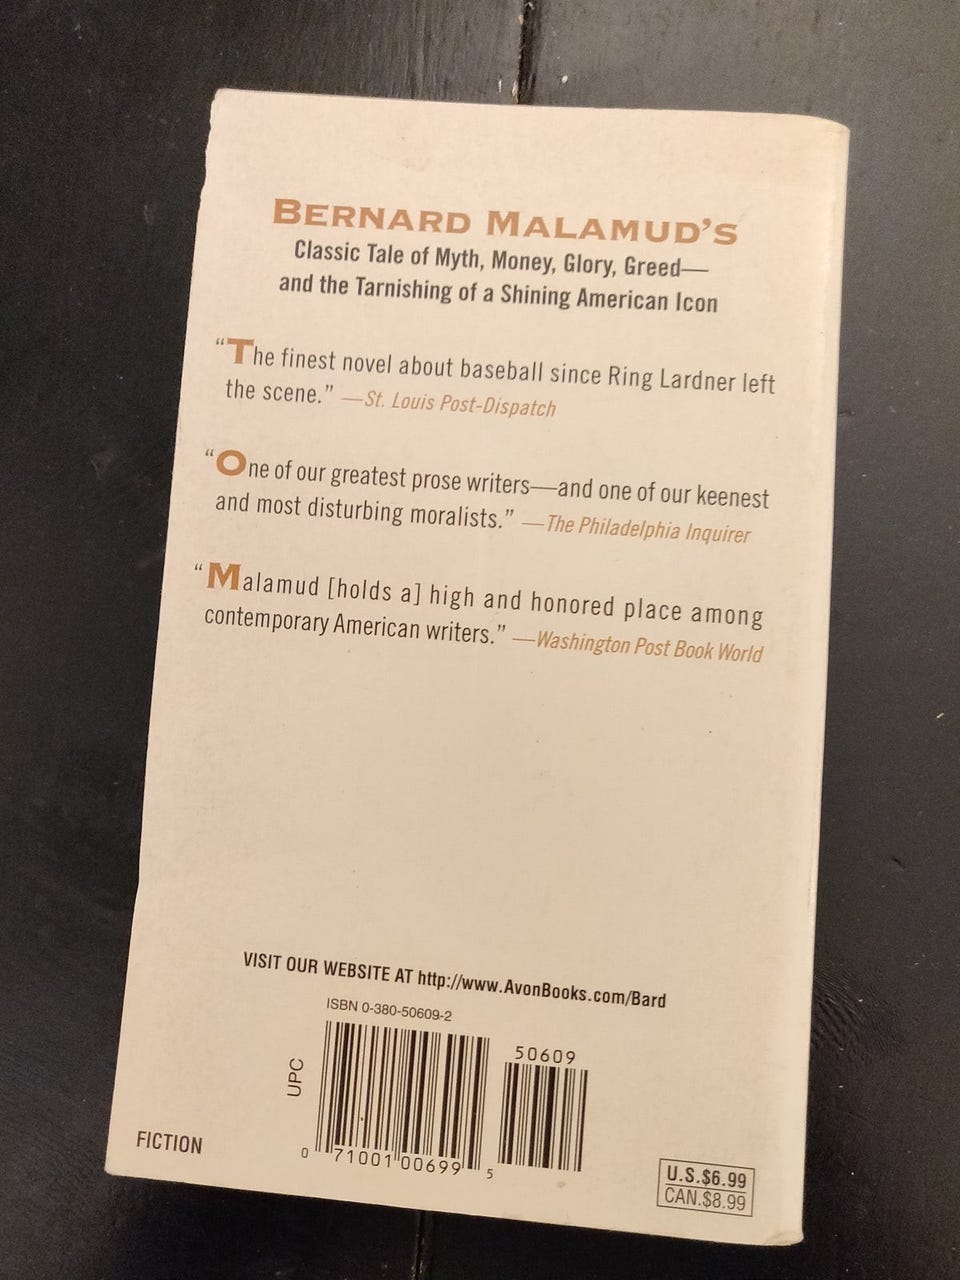 BERNARD MALAMUD'S
Classic Tale of Myth, Money, Glory, Greed—
and the Tarnishing of a Shining American Icon
"The finest novel about baseball since Ring Lardner left
the scene." —St. Louis Post-Dispatch
"One of our greatest prose writers—and one of our keenest
and most disturbing moralists." —The Philadelphia Inquirer
"Malamud [holds a] high and honored place among
contemporary American writers." —Washington Post Book World
VISIT OUR WEBSITE AT http://www.AvonBooks.com/Bard
ISBN 0-380-50609-2
50609
UPC
0 71001 00699 5
FICTION
U.S.$6.99
CAN.$8.99